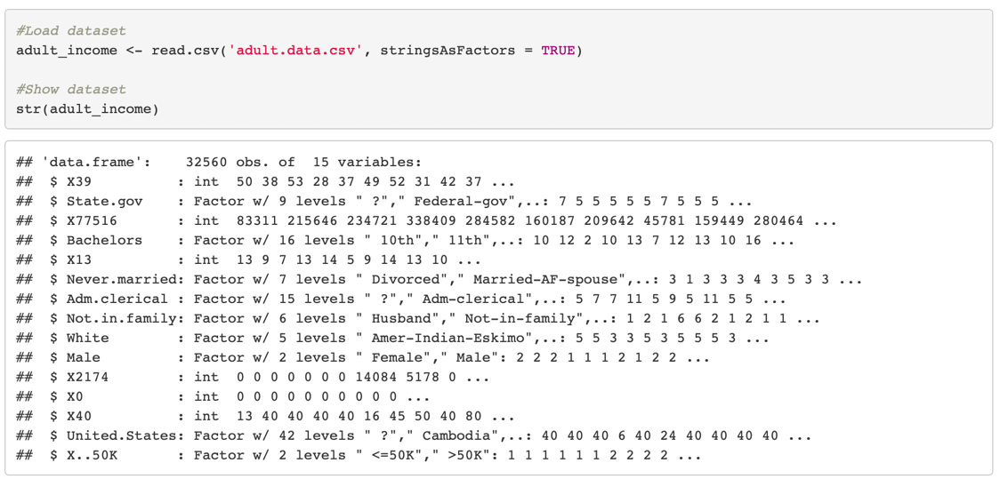 #Load dataset
adult_income <- read.csv('adult.data.csv', stringsAsFactors = TRUE)
#Show dataset
str(adult_income)
## 'data.frame':    32560 obs. of  15 variables:
##  $ X39          : int  50 38 53 28 37 49 52 31 42 37 ...
##  $ State.gov    : Factor w/ 9 levels " ?"," Federal-gov",..: 7 5 5 5 5 5 7 5 5 5 ...
##  $ X77516       : int  83311 215646 234721 338409 284582 160187 209642 45781 159449 280464 ...
##  $ Bachelors    : Factor w/ 16 levels " 10th"," 11th",..: 10 12 2 10 13 7 12 13 10 16 ...
##  $ X13          : int  13 9 7 13 14 5 9 14 13 10 ...
##  $ Never.married: Factor w/ 7 levels " Divorced"," Married-AF-spouse",..: 3 1 3 3 3 4 3 5 3 3 ...
##  $ Adm.clerical : Factor w/ 15 levels " ?"," Adm-clerical",..: 5 7 7 11 5 9 5 11 5 5 ...
##  $ Not.in.family: Factor w/ 6 levels " Husband"," Not-in-family",..: 1 2 1 6 6 2 1 2 1 1 ...
##  $ White        : Factor w/ 5 levels " Amer-Indian-Eskimo",..: 5 5 3 3 5 3 5 5 5 3 ...
##  $ Male         : Factor w/ 2 levels " Female"," Male": 2 2 2 1 1 1 2 1 2 2 ...
##  $ X2174        : int  0 0 0 0 0 0 0 14084 5178 0 ...
##  $ X0           : int  0 0 0 0 0 0 0 0 0 0 ...
##  $ X40          : int  13 40 40 40 40 16 45 50 40 80 ...
##  $ United.States: Factor w/ 42 levels " ?"," Cambodia",..: 40 40 40 6 40 24 40 40 40 40 ...
##  $ X..50K       : Factor w/ 2 levels " <=50K"," >50K": 1 1 1 1 1 1 2 2 2 2 ...